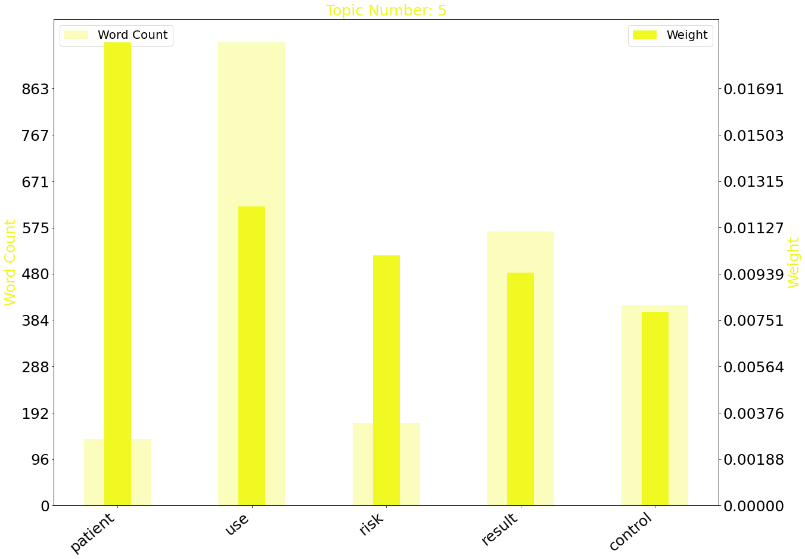 Topic Number: 5
Word Count
Weight
863
767
671
575
480
384
288
192
96
0
Word Count
0.01691
0.01503
0.01315
0.01127
0.00939
0.00751
0.00564
0.00376
0.00188
0.00000
Weight
patient
use
risk
result
control